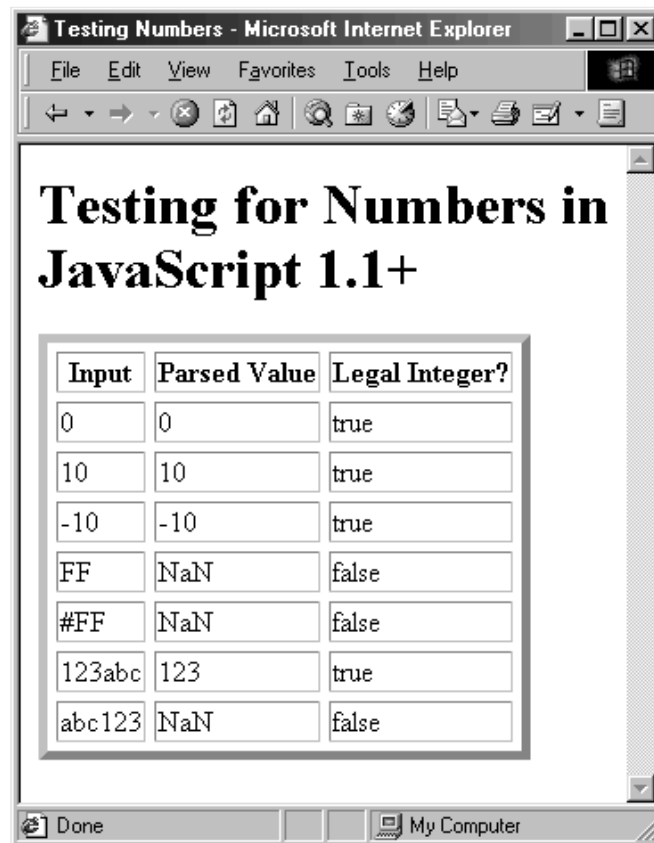 Testing Numbers - Microsoft Internet Explorer
File Edit View Favorites Tools Help
Testing for Numbers in
JavaScript 1.1+
Input Parsed Value Legal Integer?
0 0 true
10 10 true
-10 -10 true
FF NaN false
#FF NaN false
123abc 123 true
abc123 NaN false
Done My Computer